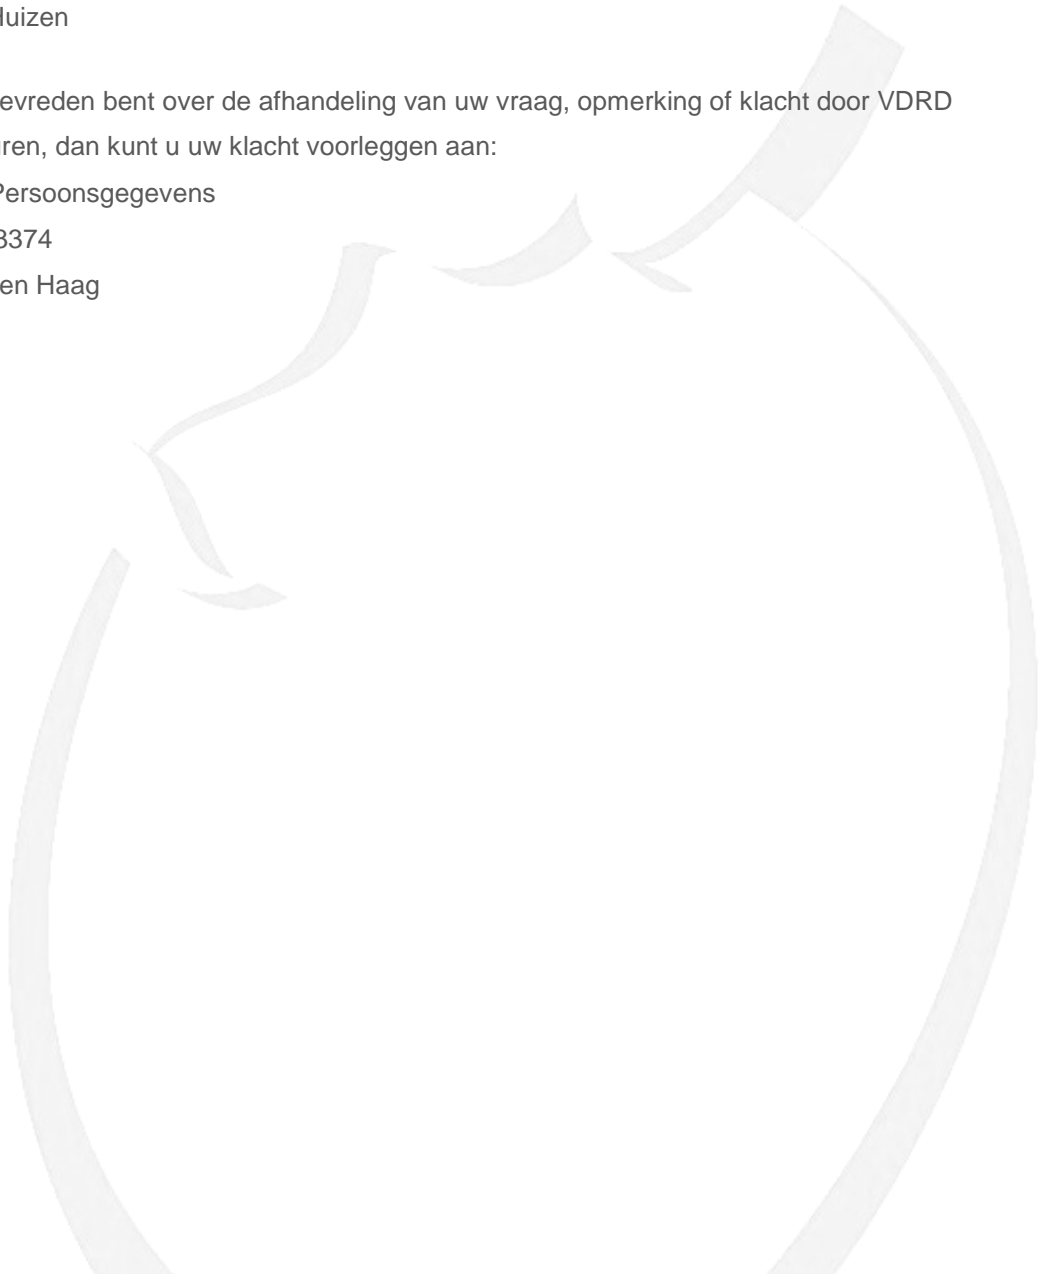 Huizen
evreden bent over de afhandeling van uw vraag, opmerking of klacht door VDRD
ren, dan kunt u uw klacht voorleggen aan:
Persoonsgegevens
3374
en Haag